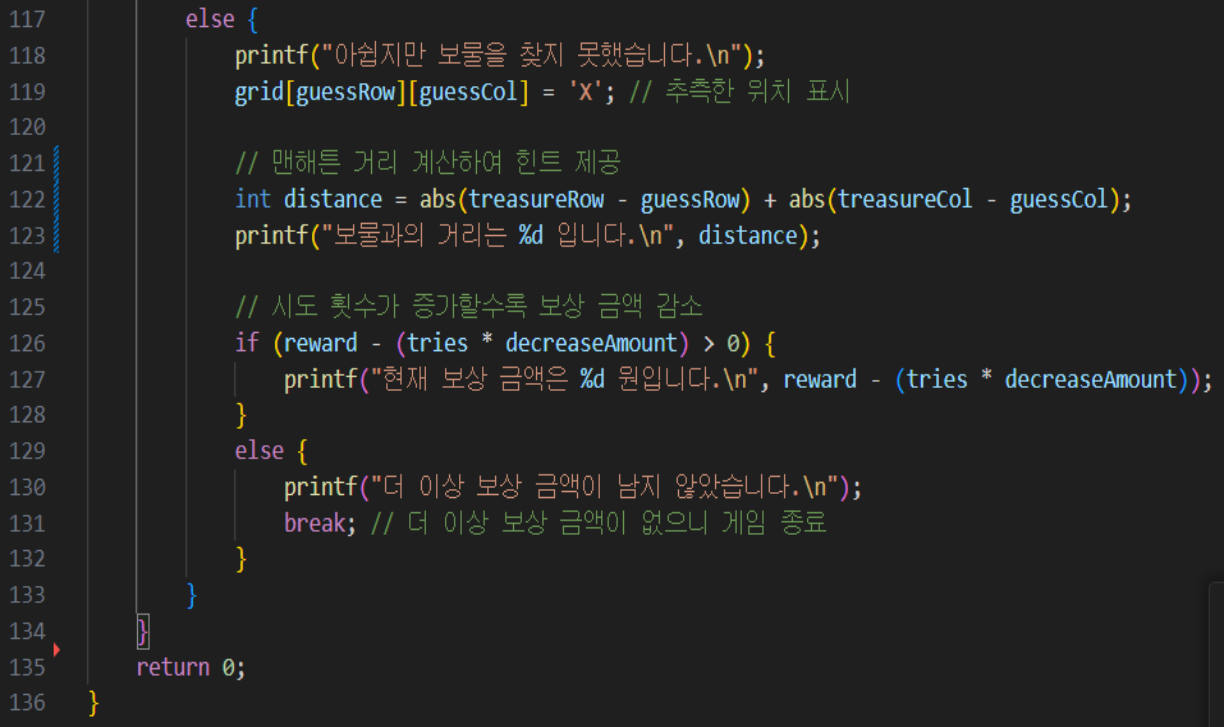 117 else {
118 printf("아쉽지만 보물을 찾지 못했습니다.\n");
119 grid[guessRow][guessCol] = 'X'; // 추측한 위치 표시
120
121 // 맨해튼 거리 계산하여 힌트 제공
122 int distance = abs(treasureRow - guessRow) + abs(treasureCol - guessCol);
123 printf("보물과의 거리는 %d 입니다.\n", distance);
124
125 // 시도 횟수가 증가할수록 보상 금액 감소
126 if (reward - (tries * decreaseAmount) > 0) {
127 printf("현재 보상 금액은 %d 원입니다.\n", reward - (tries * decreaseAmount));
128 }
129 else {
130 printf("더 이상 보상 금액이 남지 않았습니다.\n");
131 break; // 더 이상 보상 금액이 없으니 게임 종료
132 }
133 }
134 }
135 return 0;
136 }